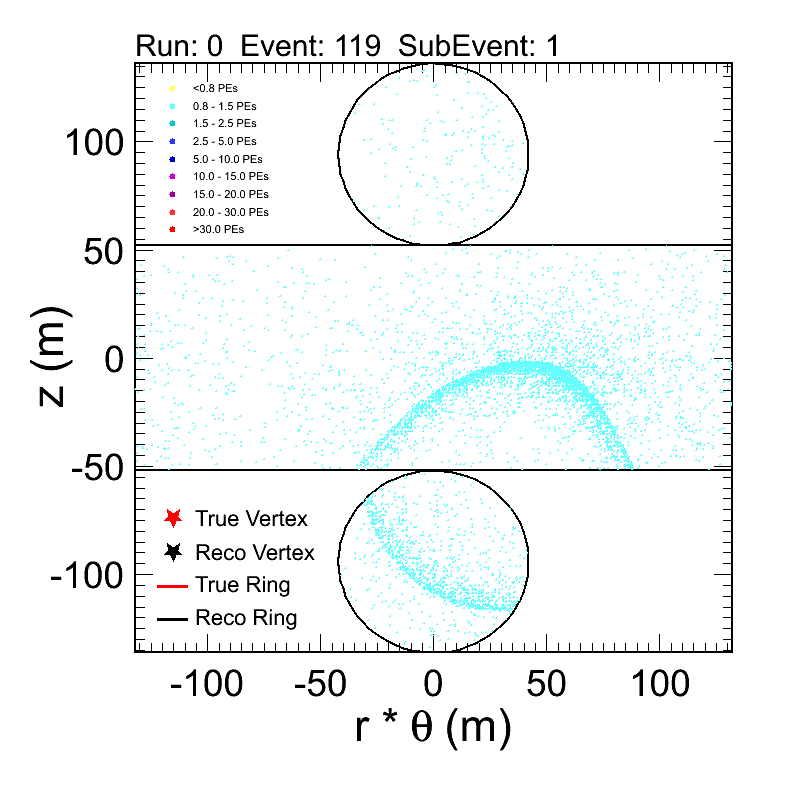 Run: 0 Event: 119 SubEvent: 1
<0.8 PEs
0.8 - 1.5 PEs
1.5 - 2.5 PEs
2.5 - 5.0 PEs
5.0 - 10.0 PEs
10.0 - 15.0 PEs
15.0 - 20.0 PEs
20.0 - 30.0 PEs
>30.0 PEs
100
50
0
-50
-100
z (m)
True Vertex
Reco Vertex
True Ring
Reco Ring
-100 -50 0 50 100
r * θ (m)